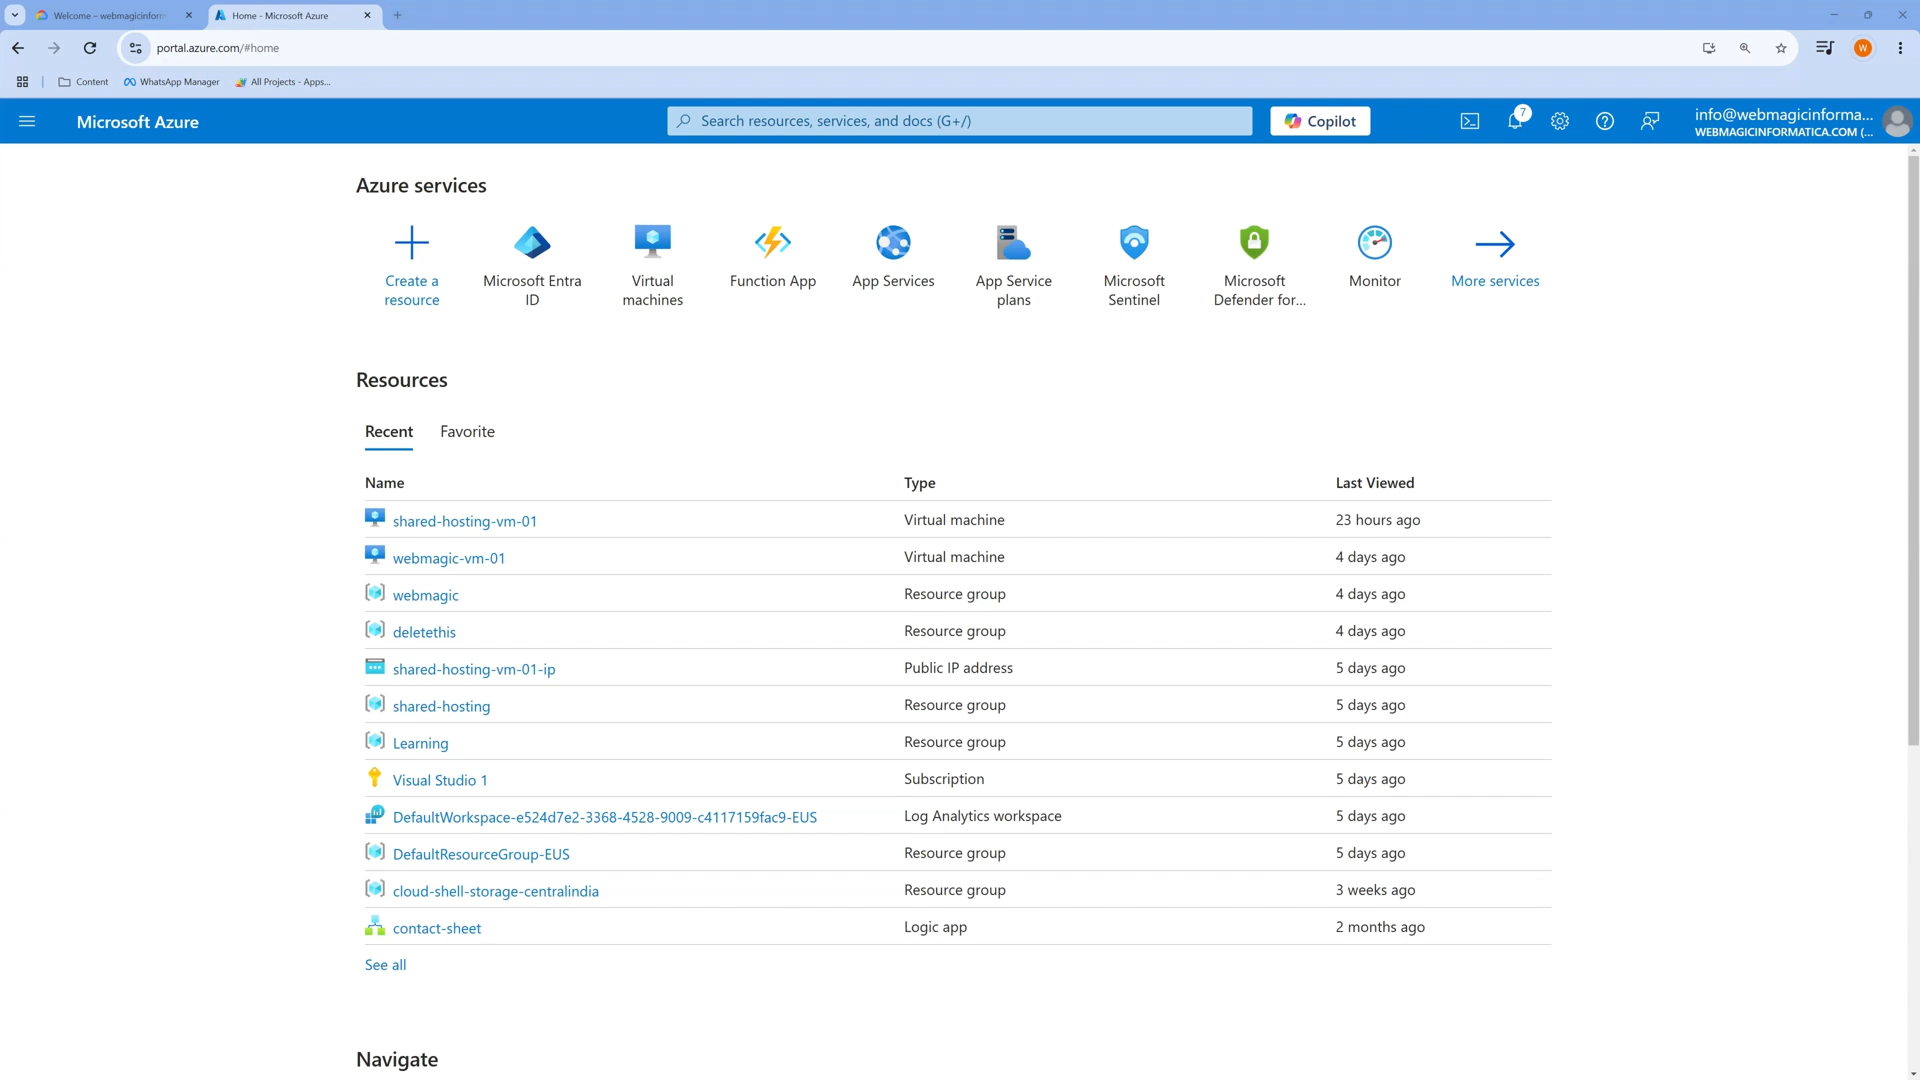 Welcome – webmagicinform
Home - Microsoft Azure
portal.azure.com/#home
W
Content
WhatsApp Manager
All Projects - Apps...
Microsoft Azure
Search resources, services, and docs (G+/)
Copilot
7
info@webmagicinforma...
WEBMAGICINFORMATICA.COM (...
Azure services
Create a resource
Microsoft Entra ID
Virtual machines
Function App
App Services
App Service plans
Microsoft Sentinel
Microsoft Defender for...
Monitor
More services
Resources
Recent
Favorite
Name Type Last Viewed
shared-hosting-vm-01 Virtual machine 23 hours ago
webmagic-vm-01 Virtual machine 4 days ago
webmagic Resource group 4 days ago
deletethis Resource group 4 days ago
shared-hosting-vm-01-ip Public IP address 5 days ago
shared-hosting Resource group 5 days ago
Learning Resource group 5 days ago
Visual Studio 1 Subscription 5 days ago
DefaultWorkspace-e524d7e2-3368-4528-9009-c4117159fac9-EUS Log Analytics workspace 5 days ago
DefaultResourceGroup-EUS Resource group 5 days ago
cloud-shell-storage-centralindia Resource group 3 weeks ago
contact-sheet Logic app 2 months ago
See all
Navigate